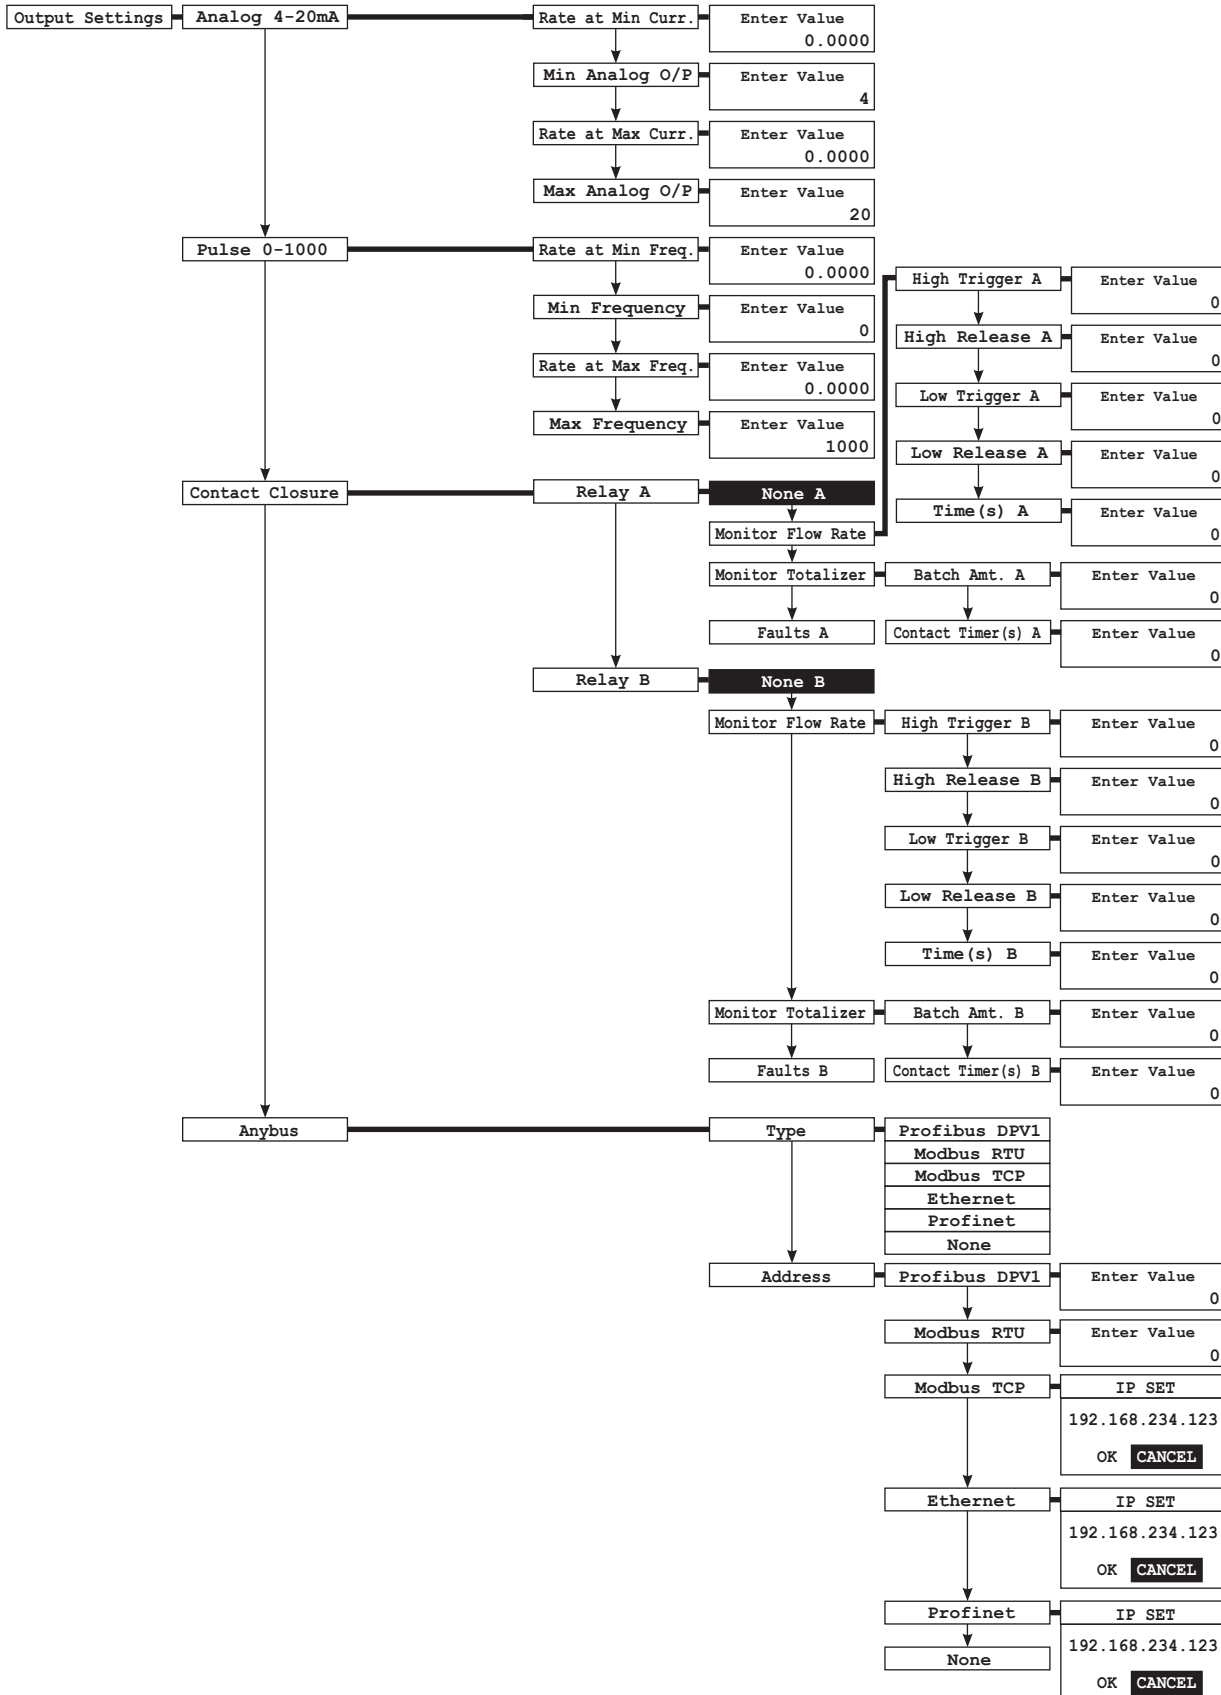 Output Settings
Analog 4-20mA
Rate at Min Curr.
Enter Value
0.0000
Min Analog O/P
Enter Value
4
Rate at Max Curr.
Enter Value
0.0000
Max Analog O/P
Enter Value
20
Pulse 0-1000
Rate at Min Freq.
Enter Value
0.0000
Min Frequency
Enter Value
0
Rate at Max Freq.
Enter Value
0.0000
Max Frequency
Enter Value
1000
Contact Closure
Relay A
None A
Monitor Flow Rate
High Trigger A
Enter Value
0
High Release A
Enter Value
0
Low Trigger A
Enter Value
0
Low Release A
Enter Value
0
Time(s) A
Enter Value
0
Monitor Totalizer
Batch Amt. A
Enter Value
0
Contact Timer(s) A
Enter Value
0
Faults A
Relay B
None B
Monitor Flow Rate
High Trigger B
Enter Value
0
High Release B
Enter Value
0
Low Trigger B
Enter Value
0
Low Release B
Enter Value
0
Time(s) B
Enter Value
0
Monitor Totalizer
Batch Amt. B
Enter Value
0
Contact Timer(s) B
Enter Value
0
Faults B
Anybus
Type
Profibus DPV1
Modbus RTU
Modbus TCP
Ethernet
Profinet
None
Address
Profibus DPV1
Enter Value
0
Modbus RTU
Enter Value
0
Modbus TCP
IP SET
192.168.234.123
OK CANCEL
Ethernet
IP SET
192.168.234.123
OK CANCEL
Profinet
IP SET
192.168.234.123
OK CANCEL
None